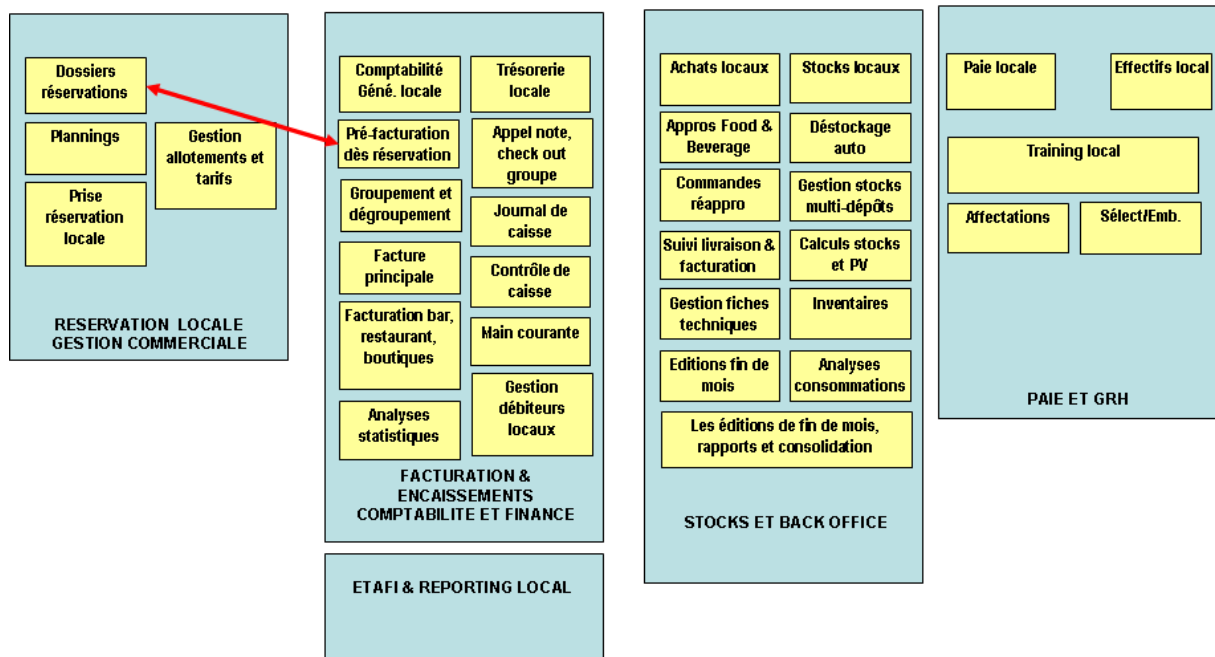 Dossiers
réservations
Plannings
Gestion
allotements et
tarifs
Prise
réservation
locale
RESERVATION LOCALE
GESTION COMMERCIALE
Comptabilité
Géné. locale
Trésorerie
locale
Pré-facturation
dès réservation
Appel note,
check out
groupe
Groupement et
dégroupement
Journal de
caisse
Facture
principale
Contrôle de
caisse
Facturation bar,
restaurant,
boutiques
Main courante
Analyses
statistiques
Gestion
débiteurs
locaux
FACTURATION &
ENCAISSEMENTS
COMPTABILITE ET FINANCE
ETAFI & REPORTING LOCAL
Achats locaux
Stocks locaux
Appros Food &
Beverage
Déstockage
auto
Commandes
réappro
Gestion stocks
multi-dépôts
Suivi livraison &
facturation
Calculs stocks
et PV
Gestion fiches
techniques
Inventaires
Editions fin de
mois
Analyses
consommations
Les éditions de fin de mois,
rapports et consolidation
STOCKS ET BACK OFFICE
Paie locale
Effectifs local
Training local
Affectations
Sélect/Emb.
PAIE ET GRH